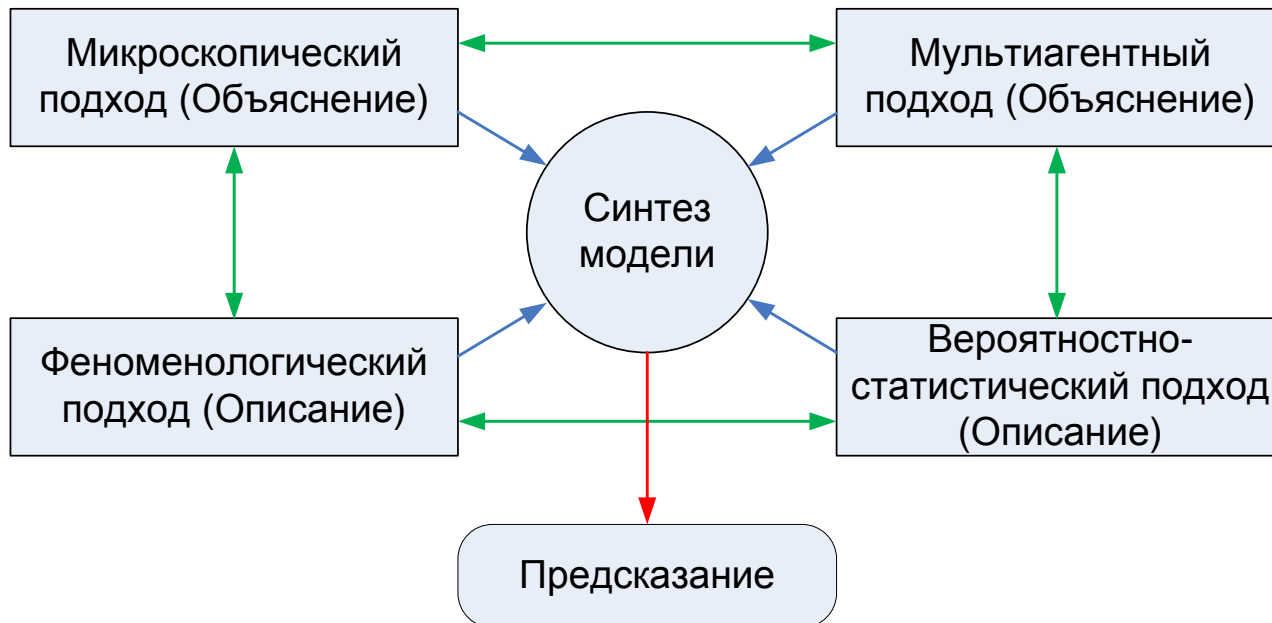 Микроскопический
подход (Объяснение)
Мультиагентный
подход (Объяснение)
Синтез
модели
Феноменологический
подход (Описание)
Вероятностно-
статистический подход
(Описание)
Предсказание